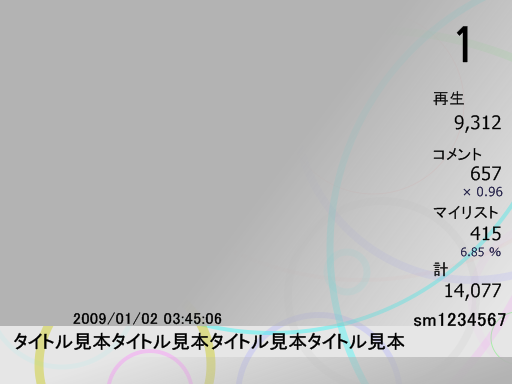 1
再生
9,312
コメント
657
× 0.96
マイリスト
415
6.85 %
計
14,077
2009/01/02 03:45:06
sm1234567
タイトル見本タイトル見本タイトル見本タイトル見本